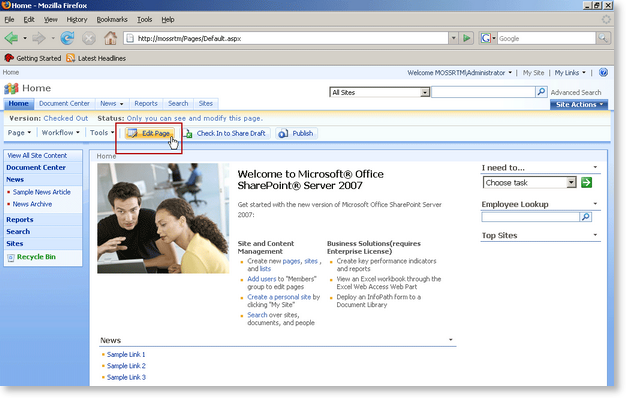 Home - Mozilla Firefox
File Edit View History Bookmarks Tools Help
http://mossrtm/Pages/Default.aspx
Google
Getting Started Latest Headlines
Home
Welcome MOSSRTM\Administrator My Site My Links
Home
All Sites
Advanced Search
Home Document Center News Reports Search Sites
Site Actions
Version: Checked Out Status: Only you can see and modify this page.
Page Workflow Tools Edit Page Check In to Share Draft Publish
View All Site Content
Document Center
News
Sample News Article
News Archive
Reports
Search
Sites
Recycle Bin
Home
Welcome to Microsoft® Office
SharePoint® Server 2007
Get started with the new version of Microsoft Office SharePoint Server
2007:
Site and Content
Management
Create new pages, sites ,
and lists
Add users to "Members"
group to edit pages
Create a personal site by
clicking "My Site"
Search over sites,
documents, and people
Business Solutions(requires
Enterprise License)
Create key performance indicators
and reports
View an Excel workbook through the
Excel Web Access Web Part
Deploy an InfoPath form to a
Document Library
I need to...
Choose task
Employee Lookup
Top Sites
News
Sample Link 1
Sample Link 2
Sample Link 3